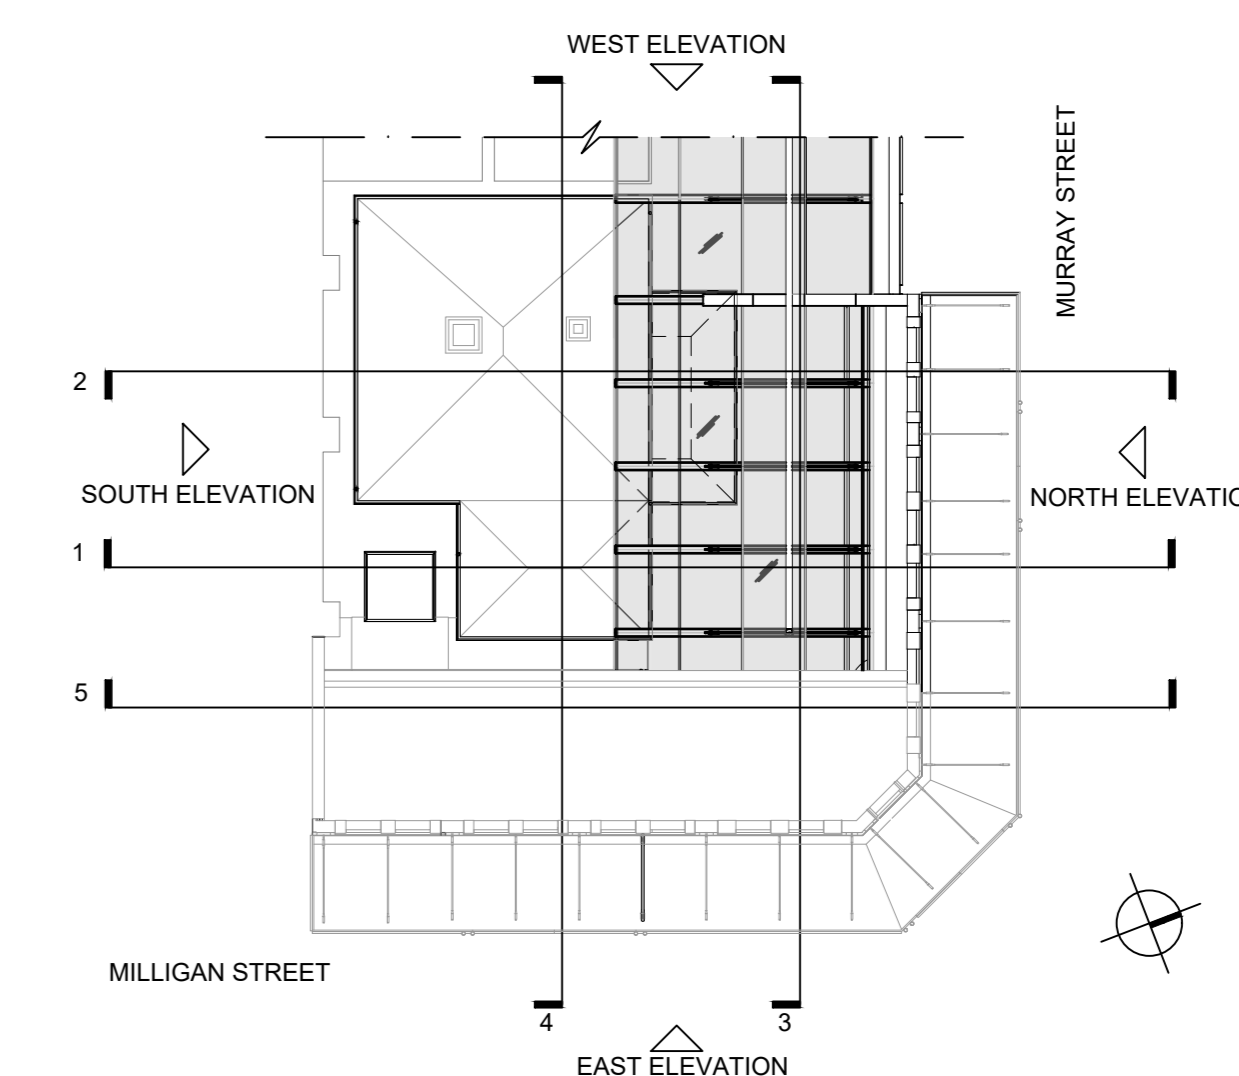 WEST ELEVATION
MURRAY STREET
2
SOUTH ELEVATION
NORTH ELEVATIO
1
5
MILLIGAN STREET
4
3
EAST ELEVATION